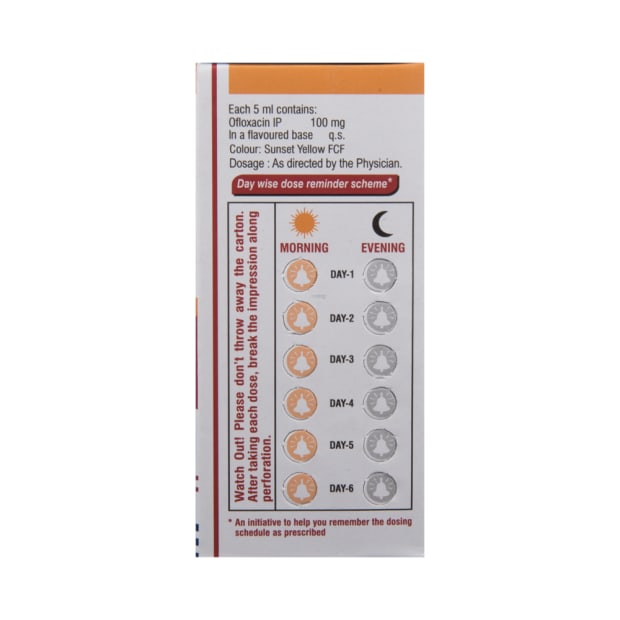 Each 5 ml contains:
Ofloxacin IP 100 mg
In a flavoured base q.s.
Colour: Sunset Yellow FCF
Dosage : As directed by the Physician.
Day wise dose reminder scheme*
Watch Out! Please don't throw away the carton.
After taking each dose, break the impression along
perforation.
MORNING EVENING
DAY-1
DAY-2
DAY-3
DAY-4
DAY-5
DAY-6
* An initiative to help you remember the dosing
schedule as prescribed